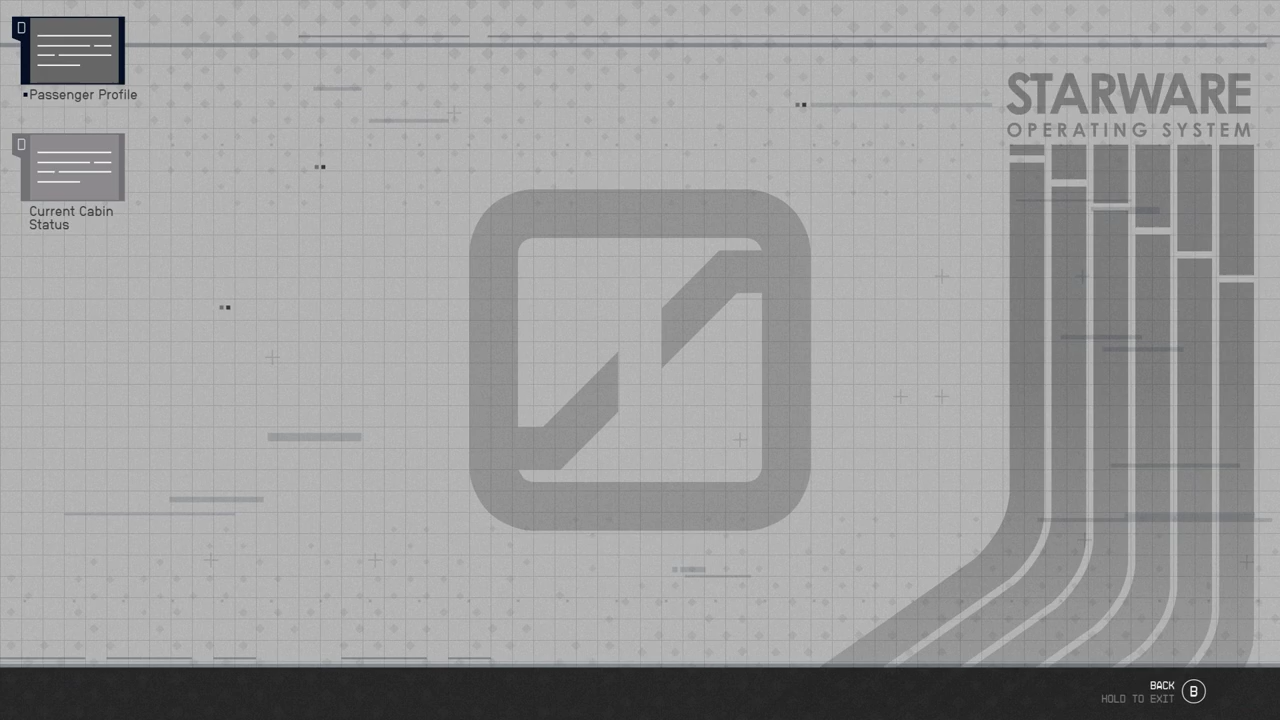 D
Passenger Profile
D
Current Cabin
Status
STARWARE
OPERATING SYSTEM
BACK
HOLD TO EXIT
B